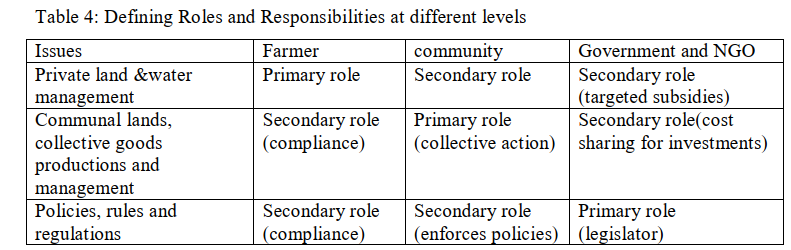 Table 4: Defining Roles and Responsibilities at different levels
Issues Farmer community Government and NGO
Private land &water management Primary role Secondary role Secondary role (targeted subsidies)
Communal lands, collective goods productions and management Secondary role (compliance) Primary role (collective action) Secondary role(cost sharing for investments)
Policies, rules and regulations Secondary role (compliance) Secondary role (enforces policies) Primary role (legislator)